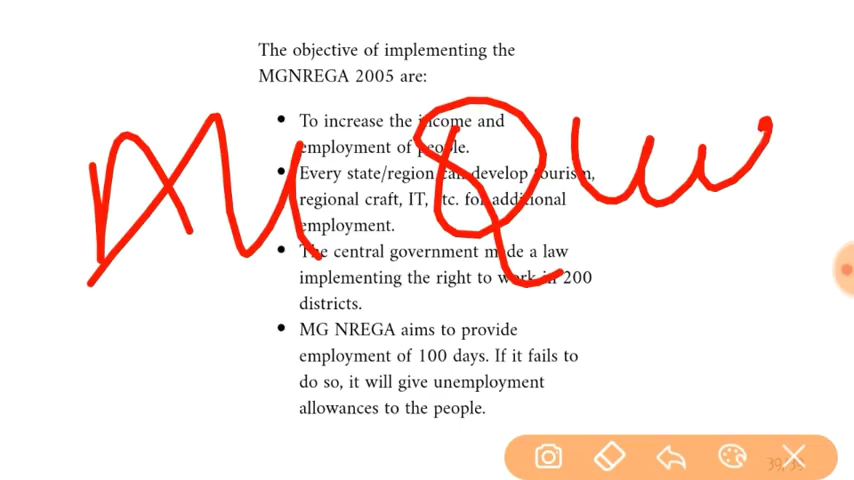 The objective of implementing the
MGNREGA 2005 are:
• To increase the income and
employment of people.
• Every state/region can develop tourism,
regional craft, IT, etc. for additional
employment.
• The central government made a law
implementing the right to work in 200
districts.
• MG NREGA aims to provide
employment of 100 days. If it fails to
do so, it will give unemployment
allowances to the people.